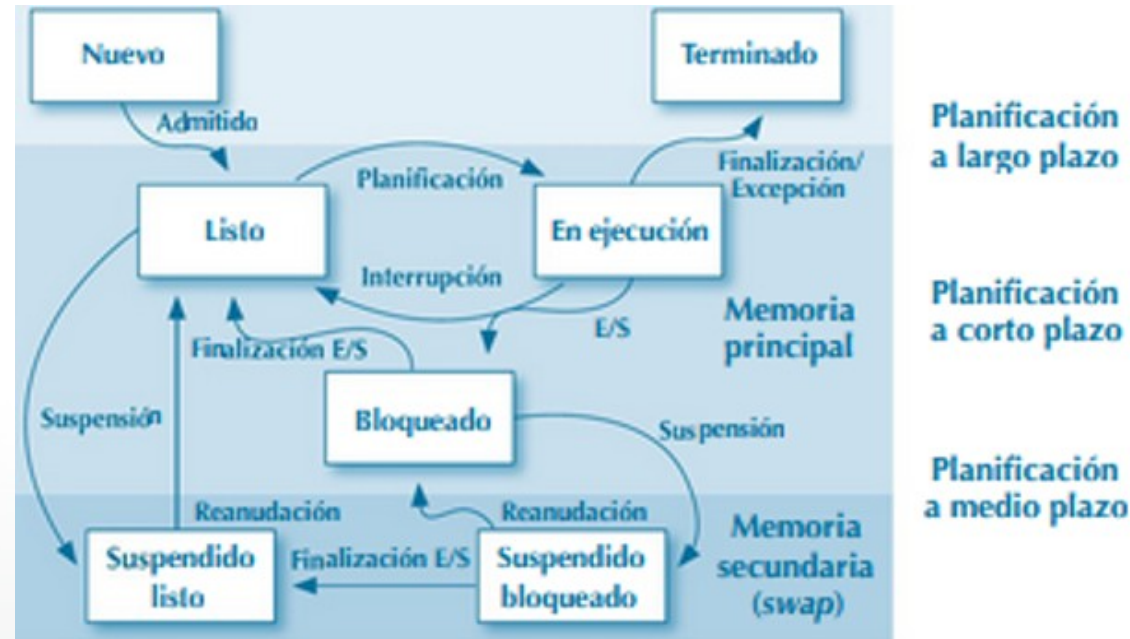 Nuevo
Terminado
Admitido
Planificación
a largo plazo
Planificación
Finalización/
Excepción
Listo
En ejecución
Interrupción
E/S
Memoria
principal
Planificación
a corto plazo
Finalización E/S
Bloqueado
Suspensión
Suspensión
Planificación
a medio plazo
Reanudación
Reanudación
Memoria
secundaria
(swap)
Suspendido
listo
Finalización E/S
Suspendido
bloqueado